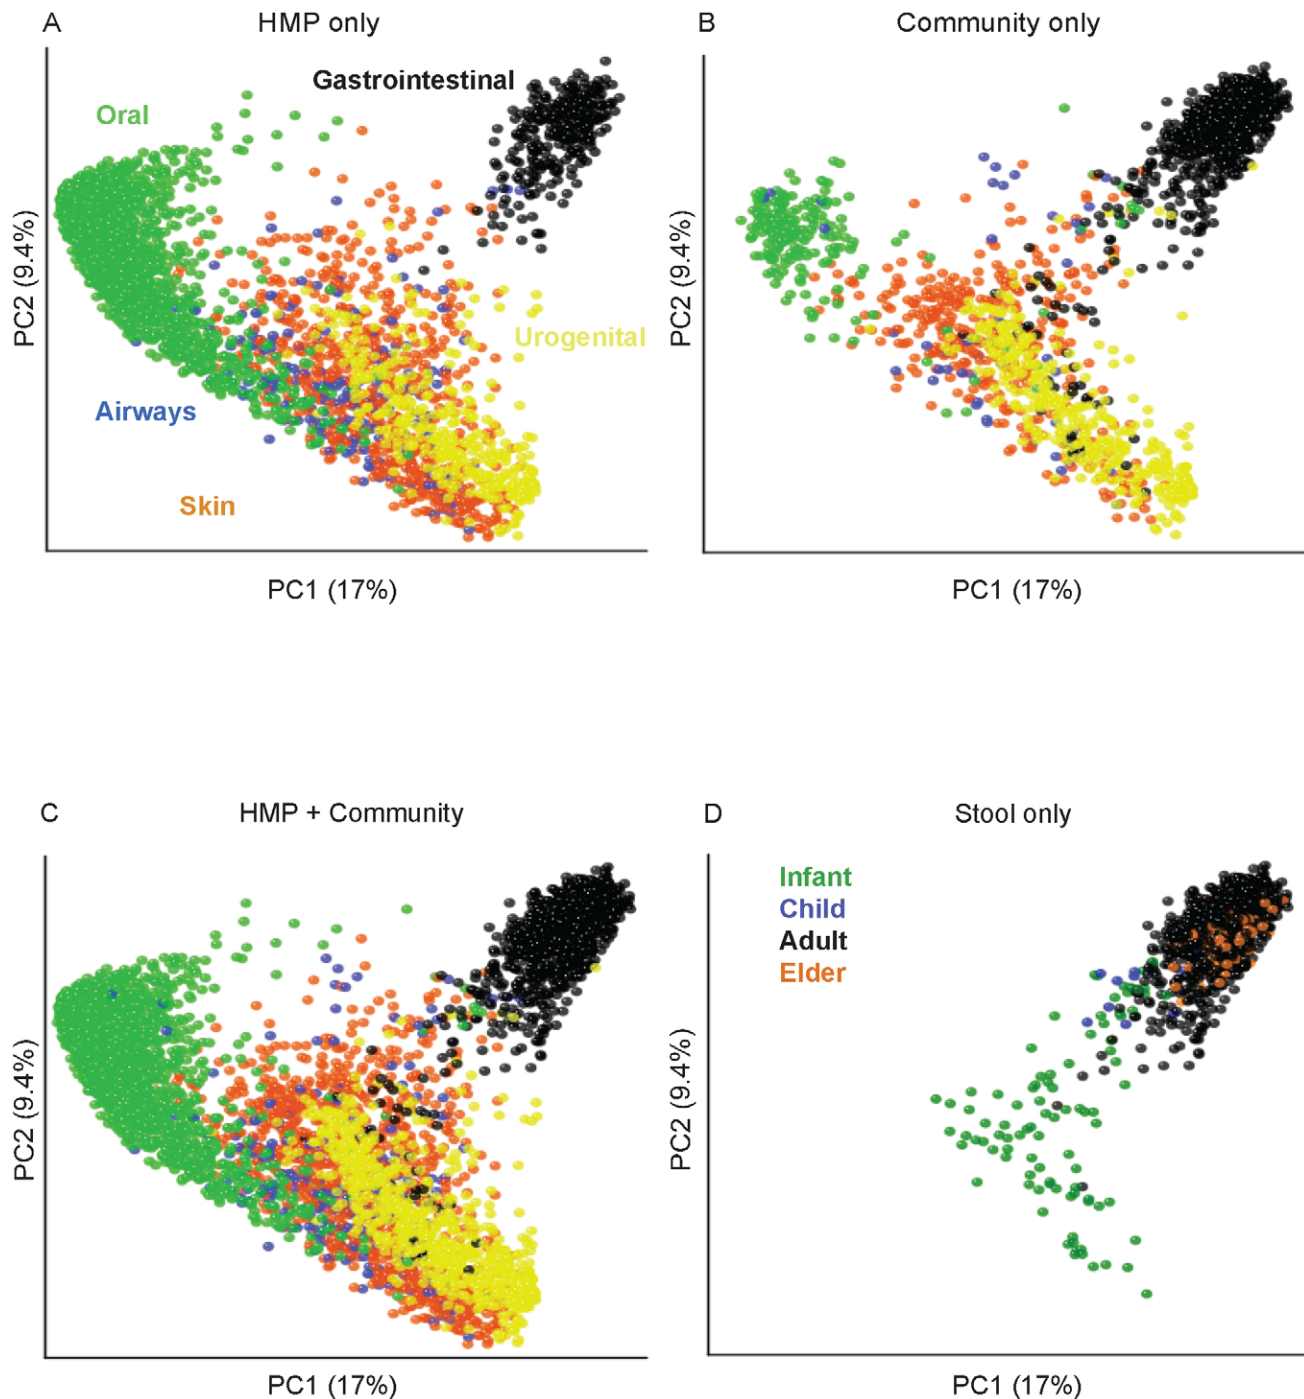 A
HMP only
B
Community only
Gastrointestinal
Oral
Urogenital
Airways
Skin
PC2 (9.4%)
PC1 (17%)
PC2 (9.4%)
PC1 (17%)
C
HMP + Community
D
Stool only
Infant
Child
Adult
Elder
PC2 (9.4%)
PC1 (17%)
PC2 (9.4%)
PC1 (17%)